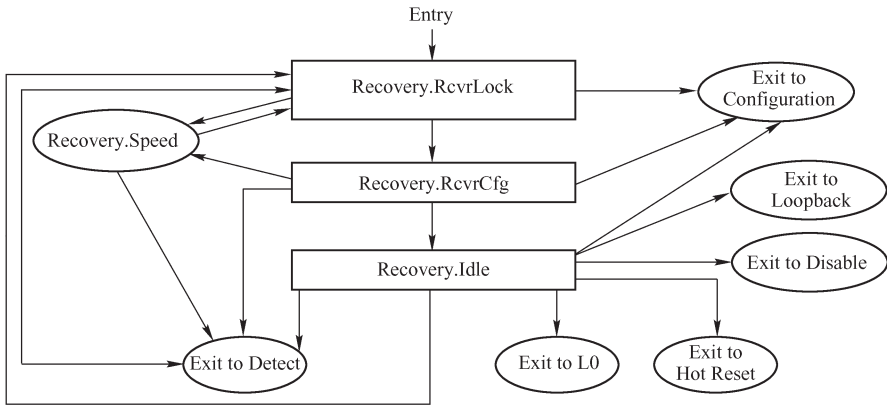 Entry
Recovery.RcvrLock
Exit to
Configuration
Recovery.Speed
Recovery.RcvrCfg
Exit to
Loopback
Recovery.Idle
Exit to Disable
Exit to Detect
Exit to L0
Exit to
Hot Reset